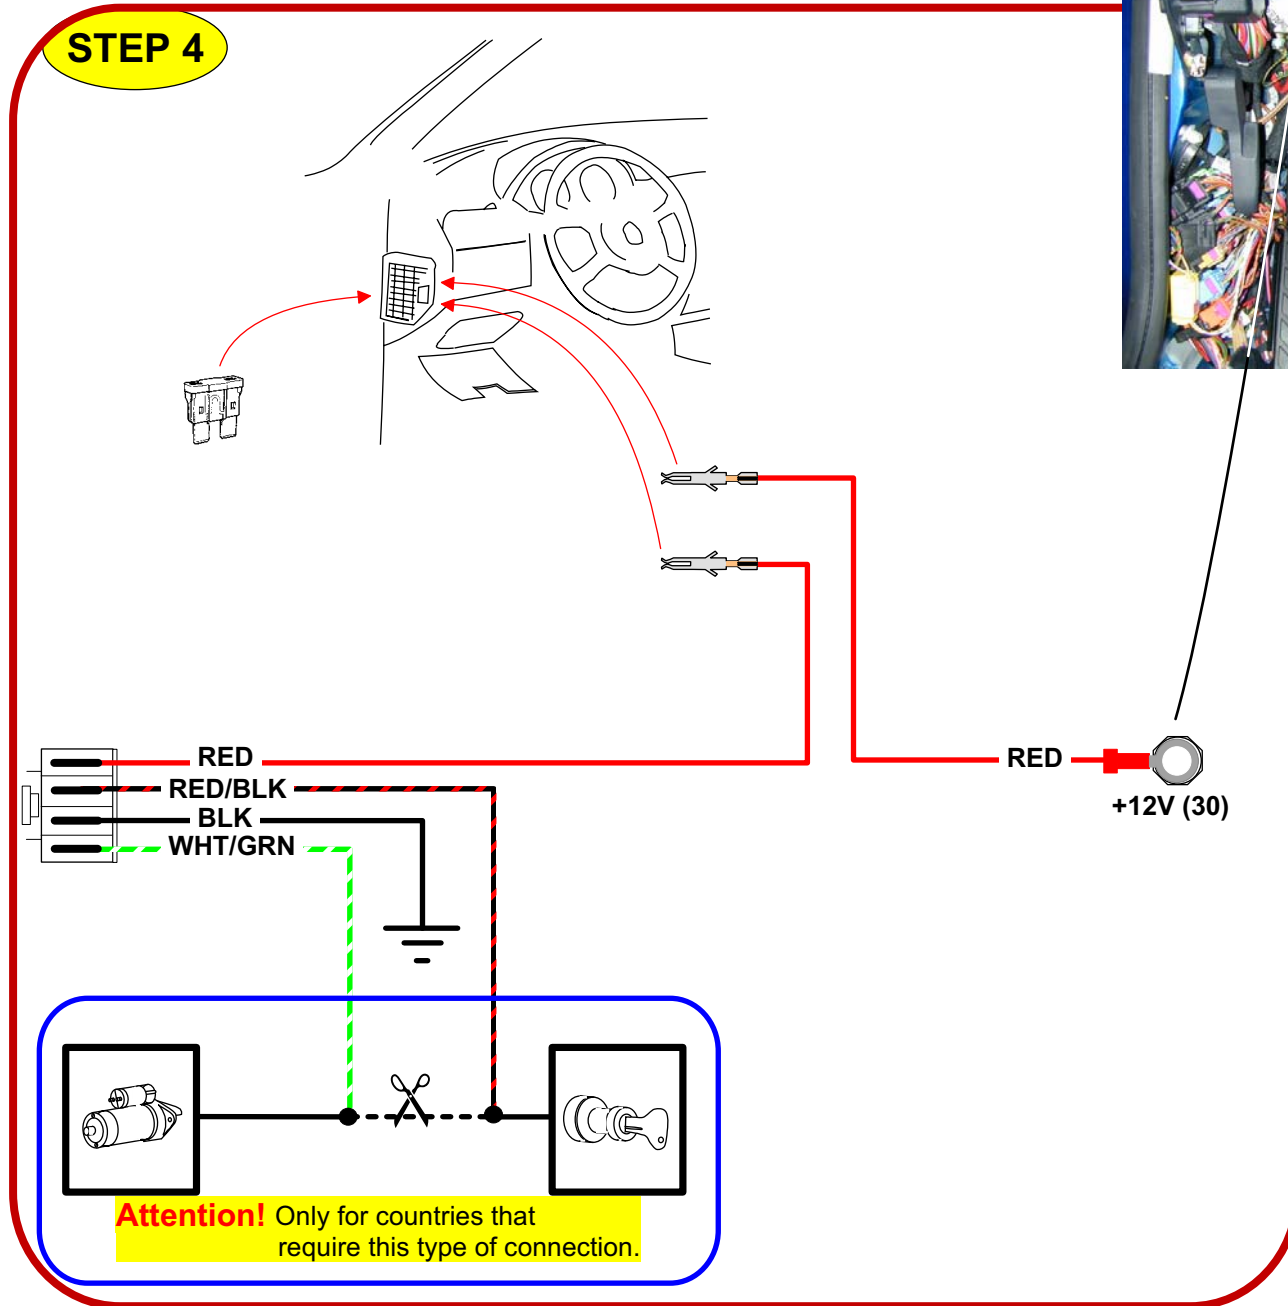 STEP 4
RED
RED/BLK
BLK
WHT/GRN
RED
+12V (30)
Attention! Only for countries that
require this type of connection.